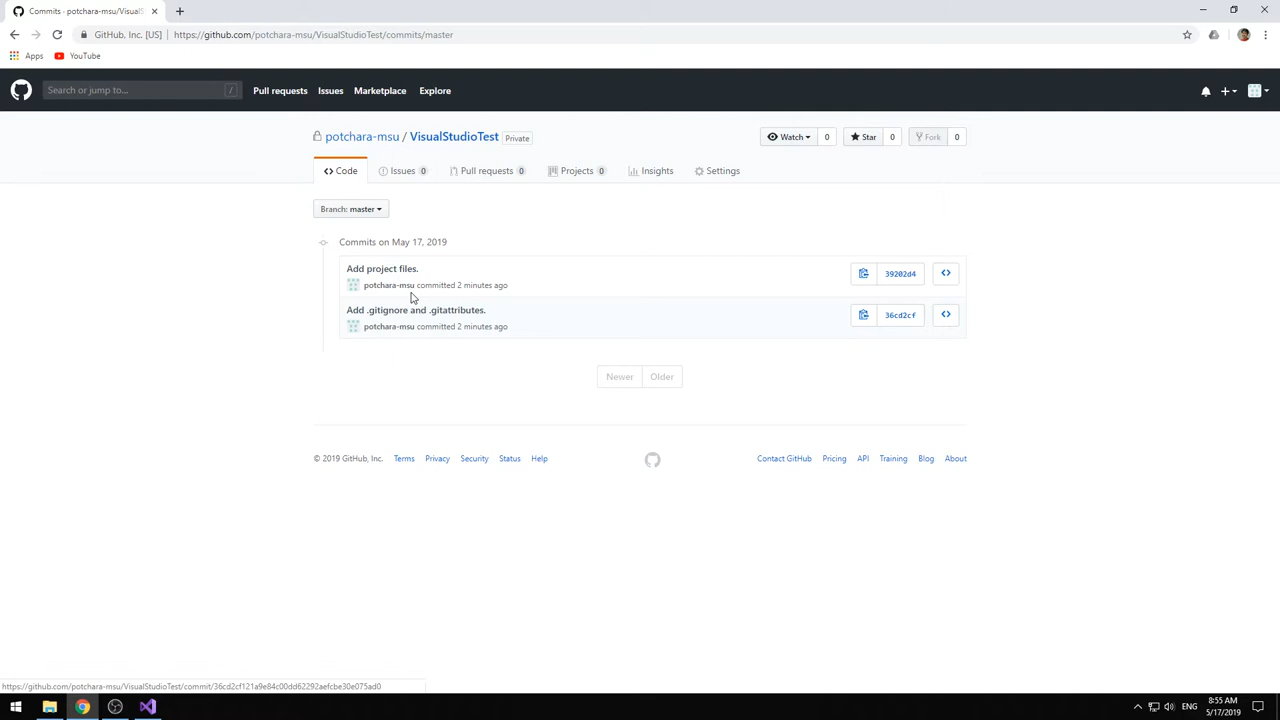 Commits · potchara-msu/VisualS
GitHub, Inc. [US] https://github.com/potchara-msu/VisualStudioTest/commits/master
Apps YouTube
Search or jump to... / Pull requests Issues Marketplace Explore
potchara-msu / VisualStudioTest Private Watch 0 Star 0 Fork 0
Code Issues 0 Pull requests 0 Projects 0 Insights Settings
Branch: master
Commits on May 17, 2019
Add project files. 39202d4
potchara-msu committed 2 minutes ago
Add .gitignore and .gitattributes. 36cd2cf
potchara-msu committed 2 minutes ago
Newer Older
© 2019 GitHub, Inc. Terms Privacy Security Status Help Contact GitHub Pricing API Training Blog About
https://github.com/potchara-msu/VisualStudioTest/commit/36cd2cf121a9e84c00dd62292aefcbe30e075ad0
ENG 8:55 AM
5/17/2019